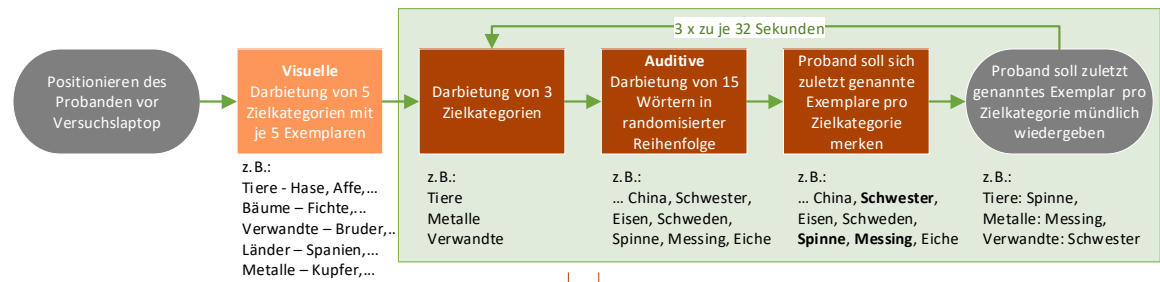 3 x zu je 32 Sekunden
Positionieren des
Probanden vor
Versuchslaptop
Visuelle
Darbietung von 5
Zielkategorien mit
je 5 Exemplaren
z.B.:
Tiere - Hase, Affe,...
Bäume – Fichte,...
Verwandte – Bruder,..
Länder – Spanien,...
Metalle – Kupfer,...
Darbietung von 3
Zielkategorien
z.B.:
Tiere
Metalle
Verwandte
Auditive
Darbietung von 15
Wörtern in
randomisierter
Reihenfolge
z.B.:
... China, Schwester,
Eisen, Schweden,
Spinne, Messing, Eiche
Proband soll sich
zuletzt genannte
Exemplare pro
Zielkategorie
merken
z.B.:
... China, Schwester,
Eisen, Schweden,
Spinne, Messing, Eiche
Proband soll zuletzt
genanntes Exemplar pro
Zielkategorie mündlich
wiedergeben
z.B.:
Tiere: Spinne,
Metalle: Messing,
Verwandte: Schwester